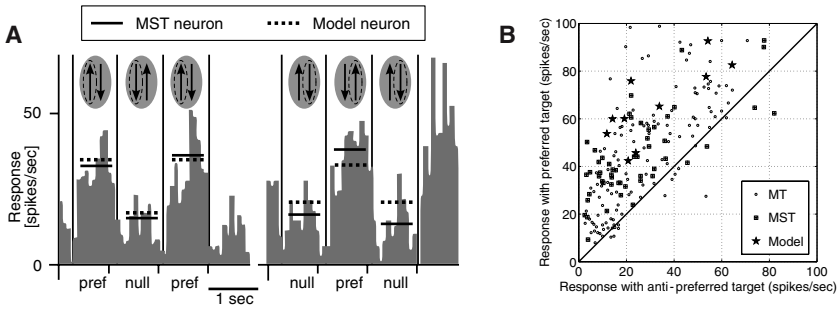 MST neuron
Model neuron
A
Response
[spikes/sec]
50
0
pref
null
pref
1 sec
null
pref
null
B
Response with preferred target (spikes/sec)
100
80
60
40
20
0
0
20
40
60
80
100
Response with anti-preferred target (spikes/sec)
MT
MST
Model